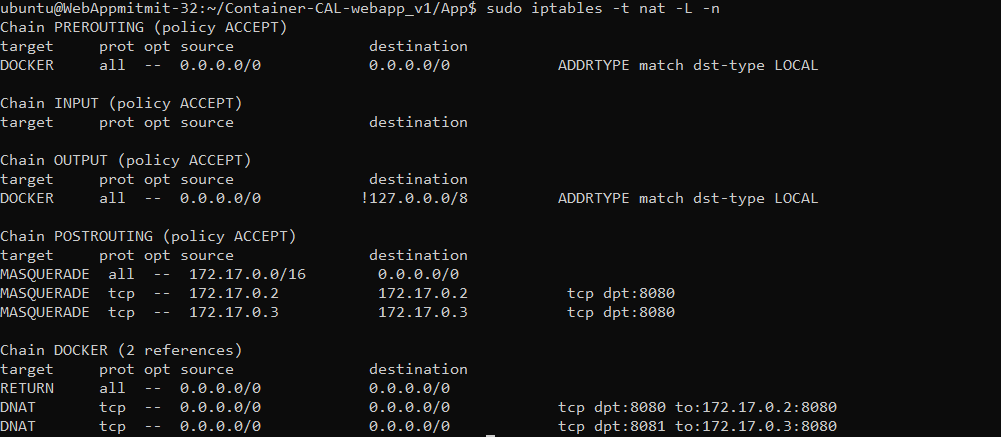 ubuntu@WebAppmitmit-32:~/Container-CAL-webapp_v1/App$ sudo iptables -t nat -L -n
Chain PREROUTING (policy ACCEPT)
target     prot opt source               destination
DOCKER     all  --  0.0.0.0/0            0.0.0.0/0            ADDRTYPE match dst-type LOCAL

Chain INPUT (policy ACCEPT)
target     prot opt source               destination

Chain OUTPUT (policy ACCEPT)
target     prot opt source               destination
DOCKER     all  --  0.0.0.0/0           !127.0.0.0/8          ADDRTYPE match dst-type LOCAL

Chain POSTROUTING (policy ACCEPT)
target     prot opt source               destination
MASQUERADE  all  --  172.17.0.0/16        0.0.0.0/0
MASQUERADE  tcp  --  172.17.0.2           172.17.0.2           tcp dpt:8080
MASQUERADE  tcp  --  172.17.0.3           172.17.0.3           tcp dpt:8080

Chain DOCKER (2 references)
target     prot opt source               destination
RETURN     all  --  0.0.0.0/0            0.0.0.0/0
DNAT       tcp  --  0.0.0.0/0            0.0.0.0/0            tcp dpt:8080 to:172.17.0.2:8080
DNAT       tcp  --  0.0.0.0/0            0.0.0.0/0            tcp dpt:8081 to:172.17.0.3:8080